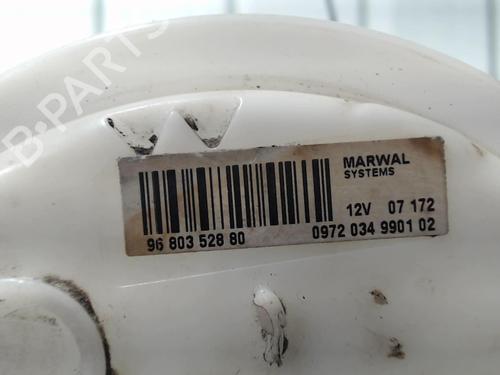 B-PARTS
MARWAL
SYSTEMS
12V 07 172
96 803 528 80
0972 034 9901 02